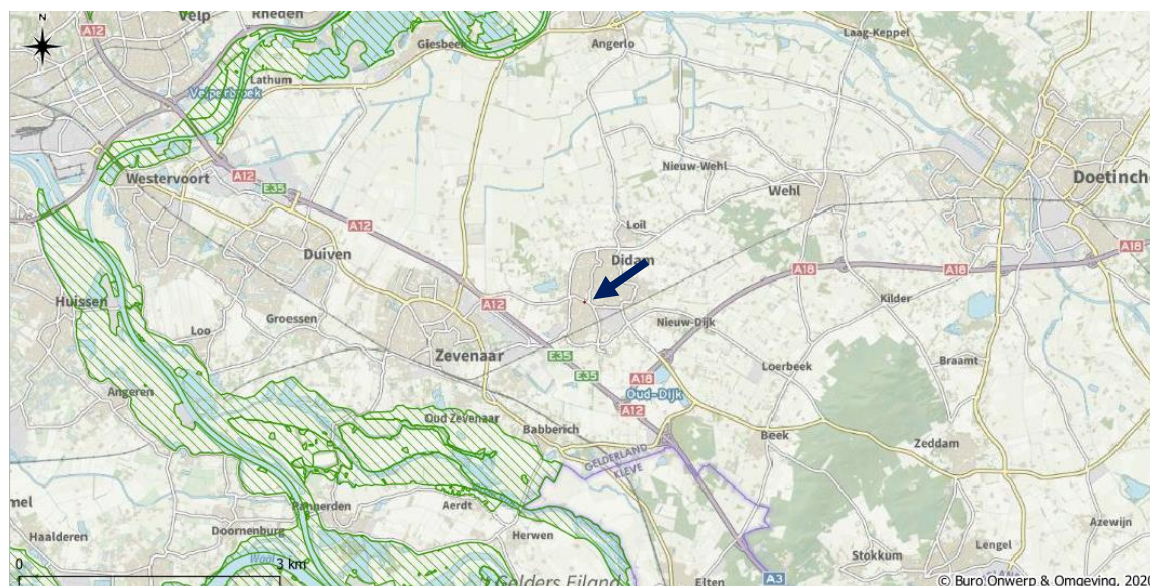 N
Velp
Rheden
A12
Giesbeek
Angerlo
Laag-Keppel
Lathum
Velperbroek
Nieuw-Wehl
Wehl
Doetinche
Westervoort
A12
E35
Loil
Duiven
A12
Didam
A18
A18
A18
Huissen
Kilder
A12
Groessen
Loo
Nieuw-Dijk
Zevenaar
E35
Loerbeek
Braamt
E35
A18
Oud-Dijk
Angeren
A12
Oud Zevenaar
Babberich
Beek
Zeddam
GELDERLAND
KLEVE
Pannerden
Aerdt
mel
Doornenburg
Herwen
Azewijn
Haalderen
Lengel
Waal
Stokkum
0
3 km
Gelders Eiland
Elten
A3
© Buro Onwerp & Omgeving, 2020